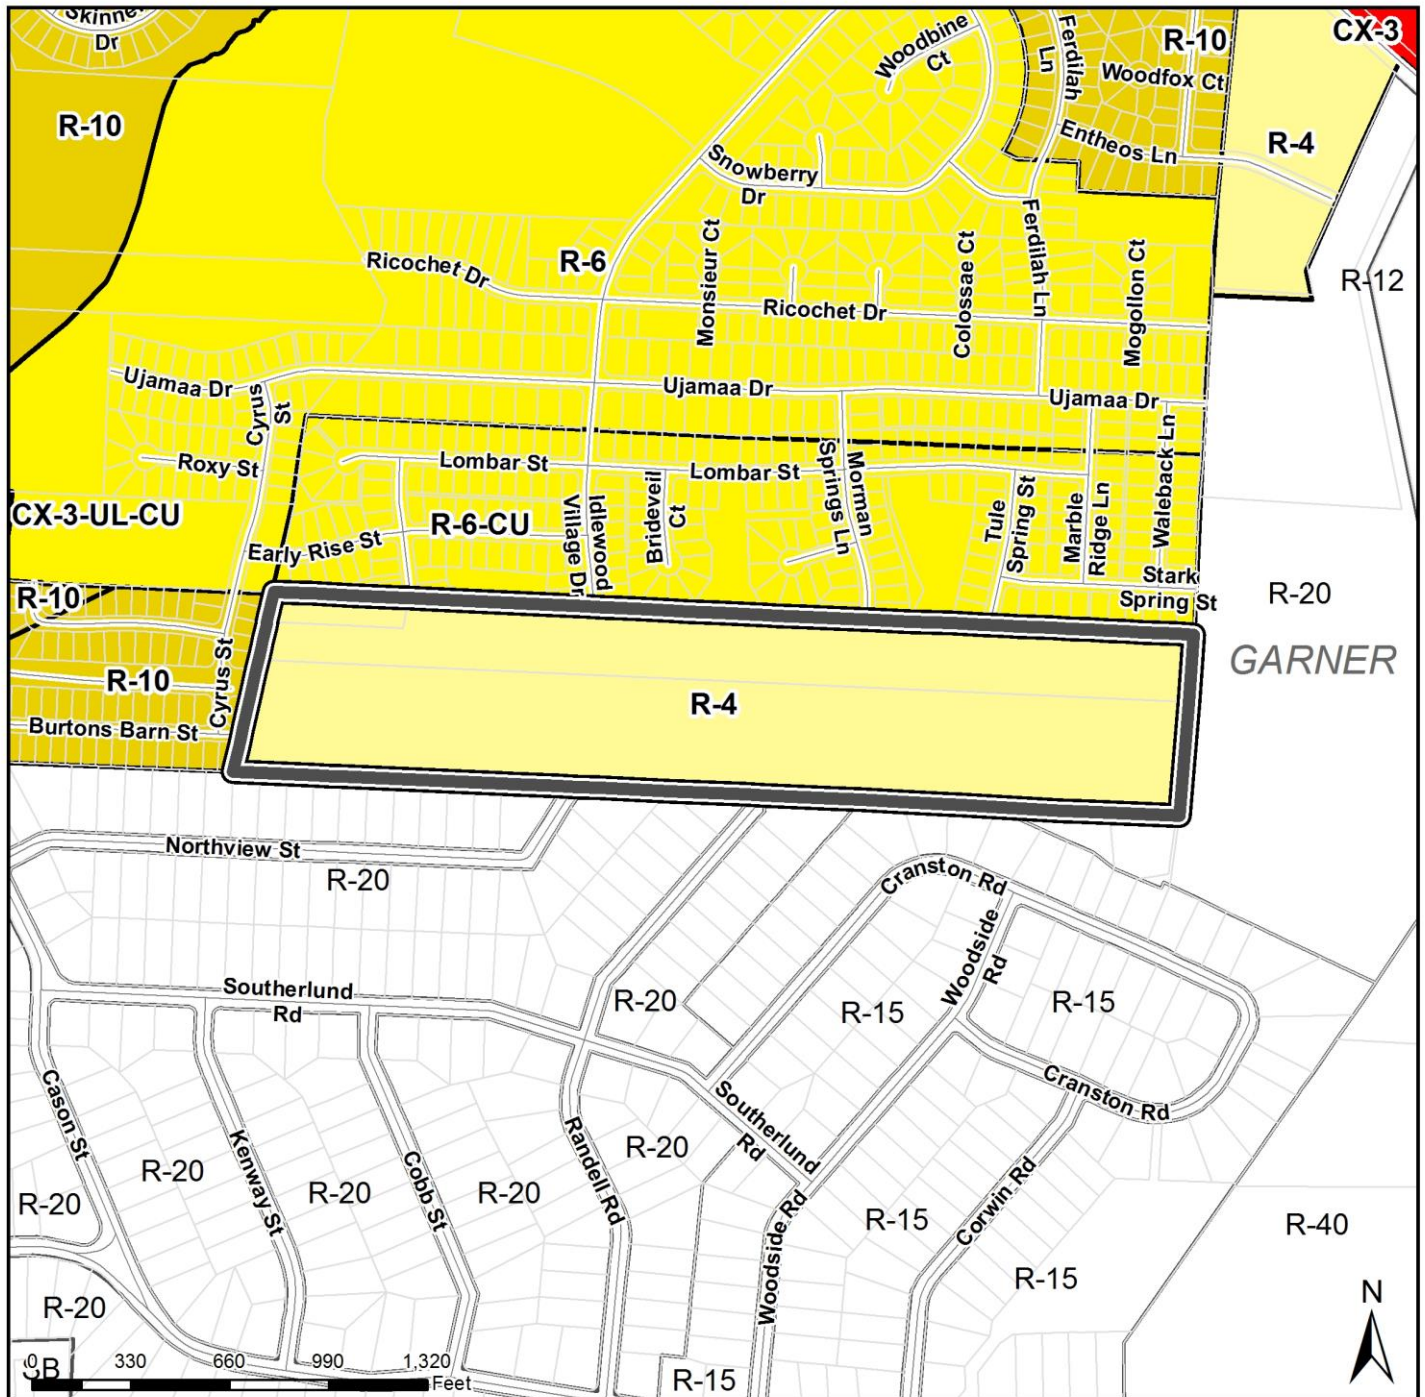 Skinner
Dr
R-10
Woodbine
Ct
Ferdilah
Ln
R-10
Woodfox Ct
CX-3
Entheos Ln
R-4
Snowberry
Dr
R-6
Ricochet Dr
Monsieur Ct
Ricochet Dr
Colossae Ct
Ferdilah Ln
Mogollon Ct
R-12
Ujamaa Dr
Cyrus
St
Ujamaa Dr
Ujamaa Dr
Roxy St
Lombar St
Lombar St
Morman
Springs Ln
Waleback Ln
CX-3-UL-CU
R-6-CU
Early Rise St
Idlewood
Village Dr
Brideveil
Ct
Tule
Spring St
Marble
Ridge Ln
Stark
Spring St
R-20
GARNER
R-10
R-10
Cyrus St
Burtons Barn St
R-4
Northview St
R-20
Cranston Rd
Woodside
Rd
Southerlund
Rd
R-20
R-15
R-15
Cason St
Kenway St
Cobb St
Randell Rd
Southerlund
Rd
Cranston Rd
R-20
R-20
R-20
R-20
R-20
Woodside Rd
R-15
Corwin Rd
R-15
R-40
R-20
N
SB
0 330 660 990 1,320
Feet
R-15